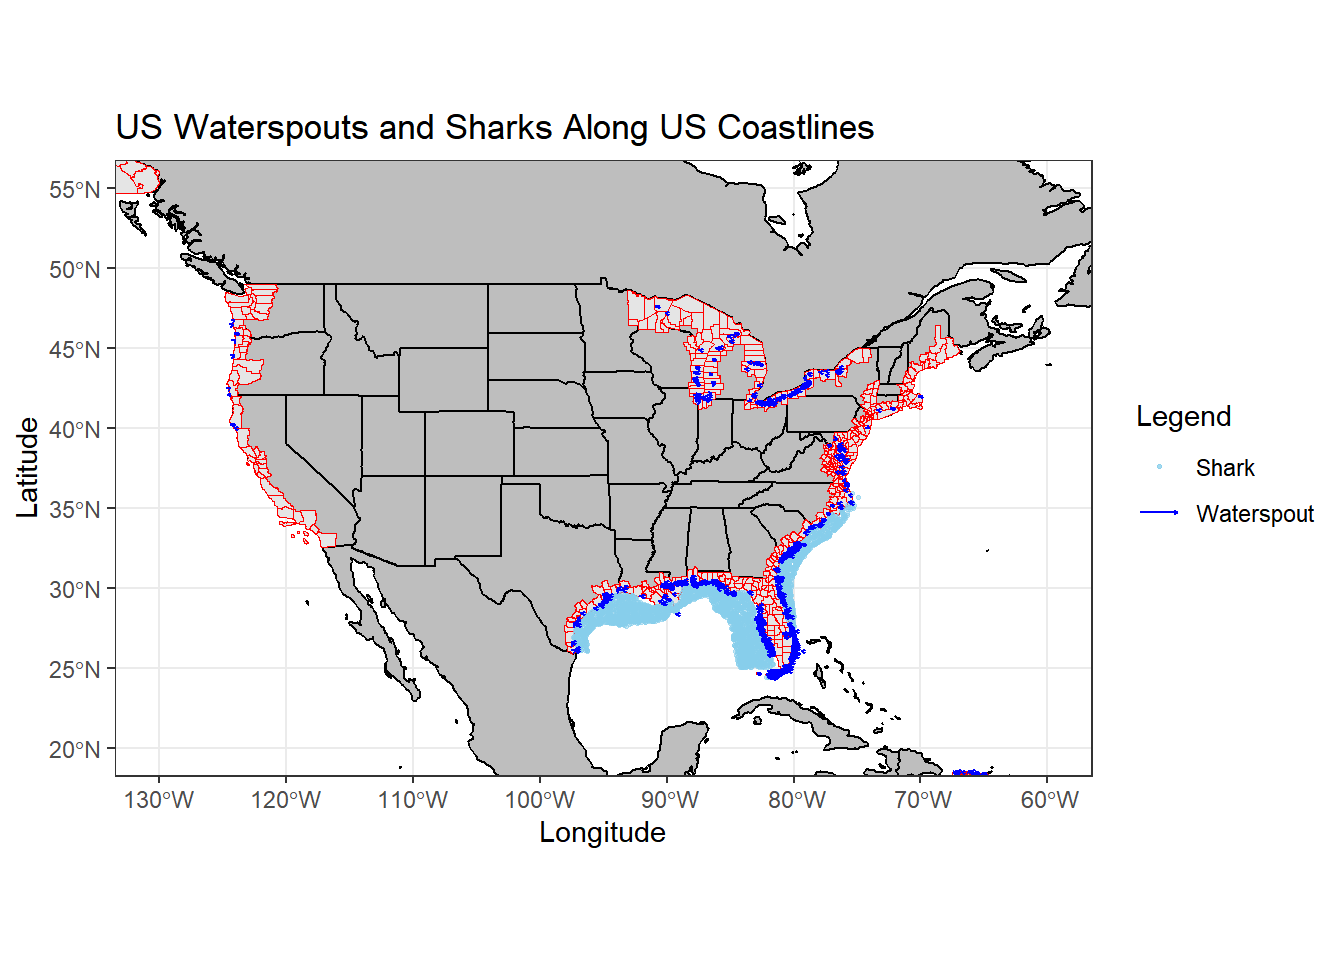 US Waterspouts and Sharks Along US Coastlines
55°N
50°N
45°N
40°N
35°N
30°N
25°N
20°N
Latitude
130°W
120°W
110°W
100°W
90°W
80°W
70°W
60°W
Longitude
Legend
Shark
Waterspout